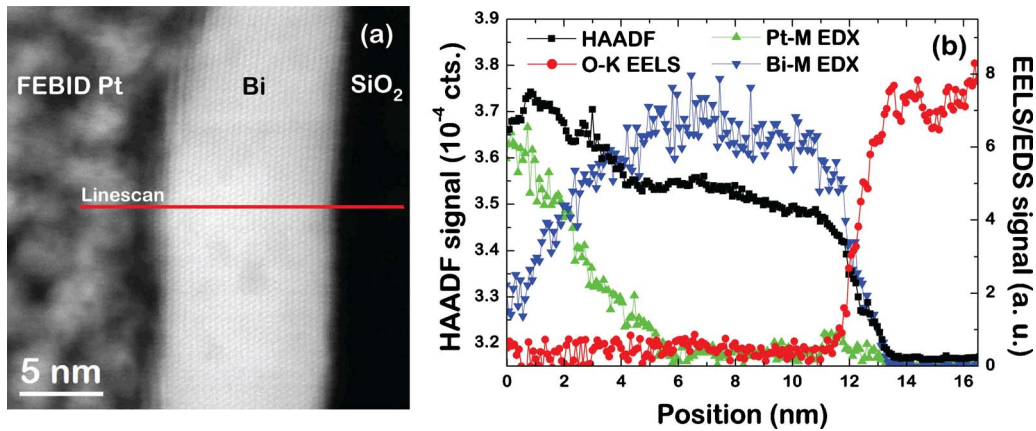 (a)
FEBID Pt
Bi
SiO₂
Linescan
5 nm
(b)
HAADF
O-K EELS
Pt-M EDX
Bi-M EDX
HAADF signal (10⁻⁴ cts.)
3.9
3.8
3.7
3.6
3.5
3.4
3.3
3.2
EELS/EDS signal (a. u.)
8
6
4
2
0
0 2 4 6 8 10 12 14 16
Position (nm)